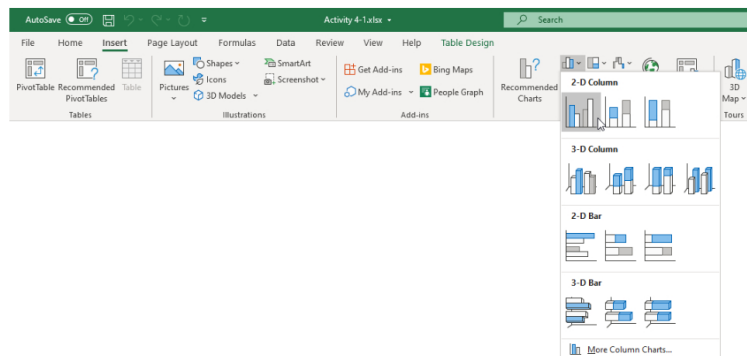 AutoSave Off Activity 4-1.xlsx Search
File Home Insert Page Layout Formulas Data Review View Help Table Design
PivotTable Recommended PivotTables Table
Tables
Pictures Shapes Icons 3D Models SmartArt Screenshot
Illustrations
Get Add-ins My Add-ins Bing Maps People Graph
Add-ins
Recommended Charts
3D Map
Tours
2-D Column
3-D Column
2-D Bar
3-D Bar
More Column Charts...